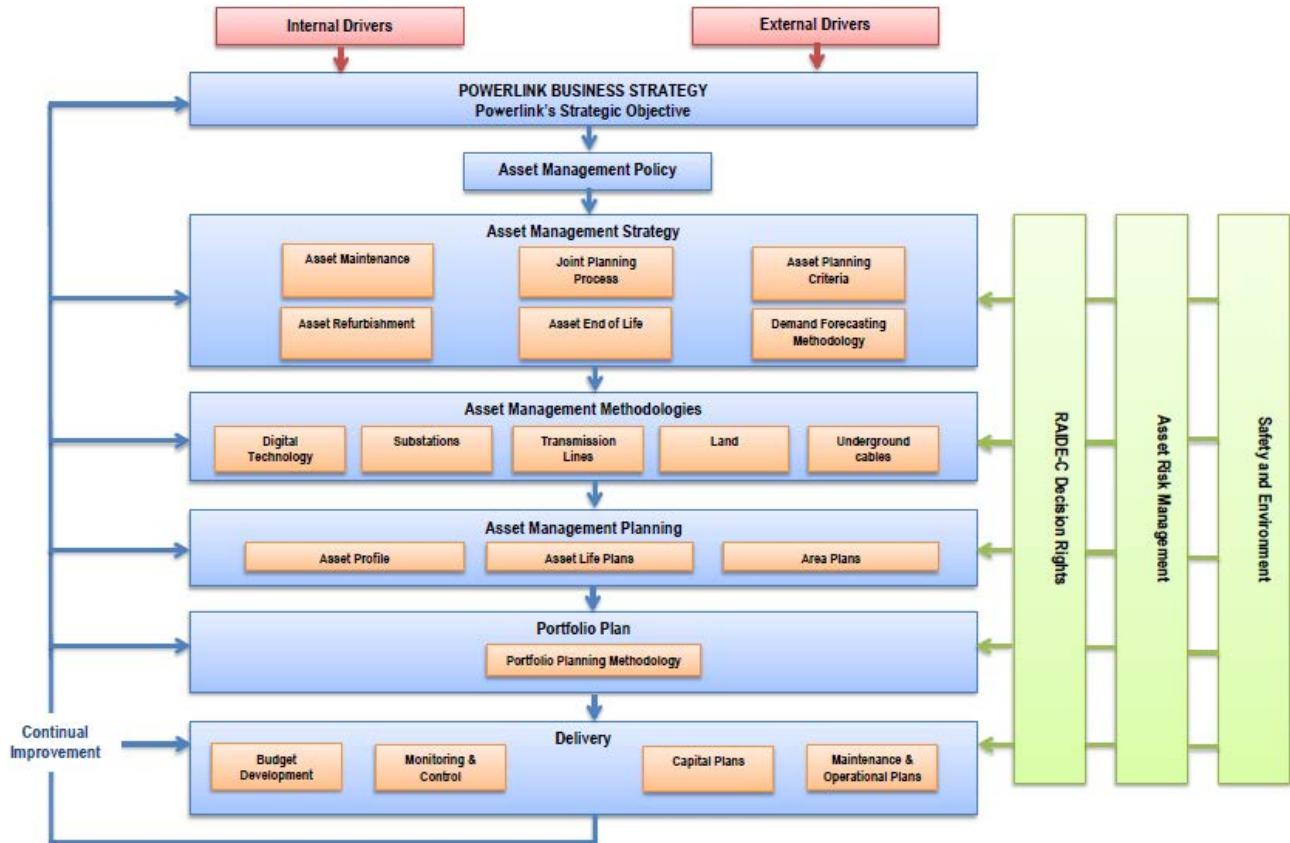 Internal Drivers
External Drivers
POWERLINK BUSINESS STRATEGY
Powerlink's Strategic Objective
Asset Management Policy
Asset Management Strategy
Asset Maintenance
Joint Planning
Process
Asset Planning
Criteria
Asset Refurbishment
Asset End of Life
Demand Forecasting
Methodology
Asset Management Methodologies
Digital
Technology
Substations
Transmission
Lines
Land
Underground
cables
Asset Management Planning
Asset Profile
Asset Life Plans
Area Plans
Portfolio Plan
Portfolio Planning Methodology
Delivery
Budget
Development
Monitoring &
Control
Capital Plans
Maintenance &
Operational Plans
Continual
Improvement
RAIDE-C Decision Rights
Asset Risk Management
Safety and Environment